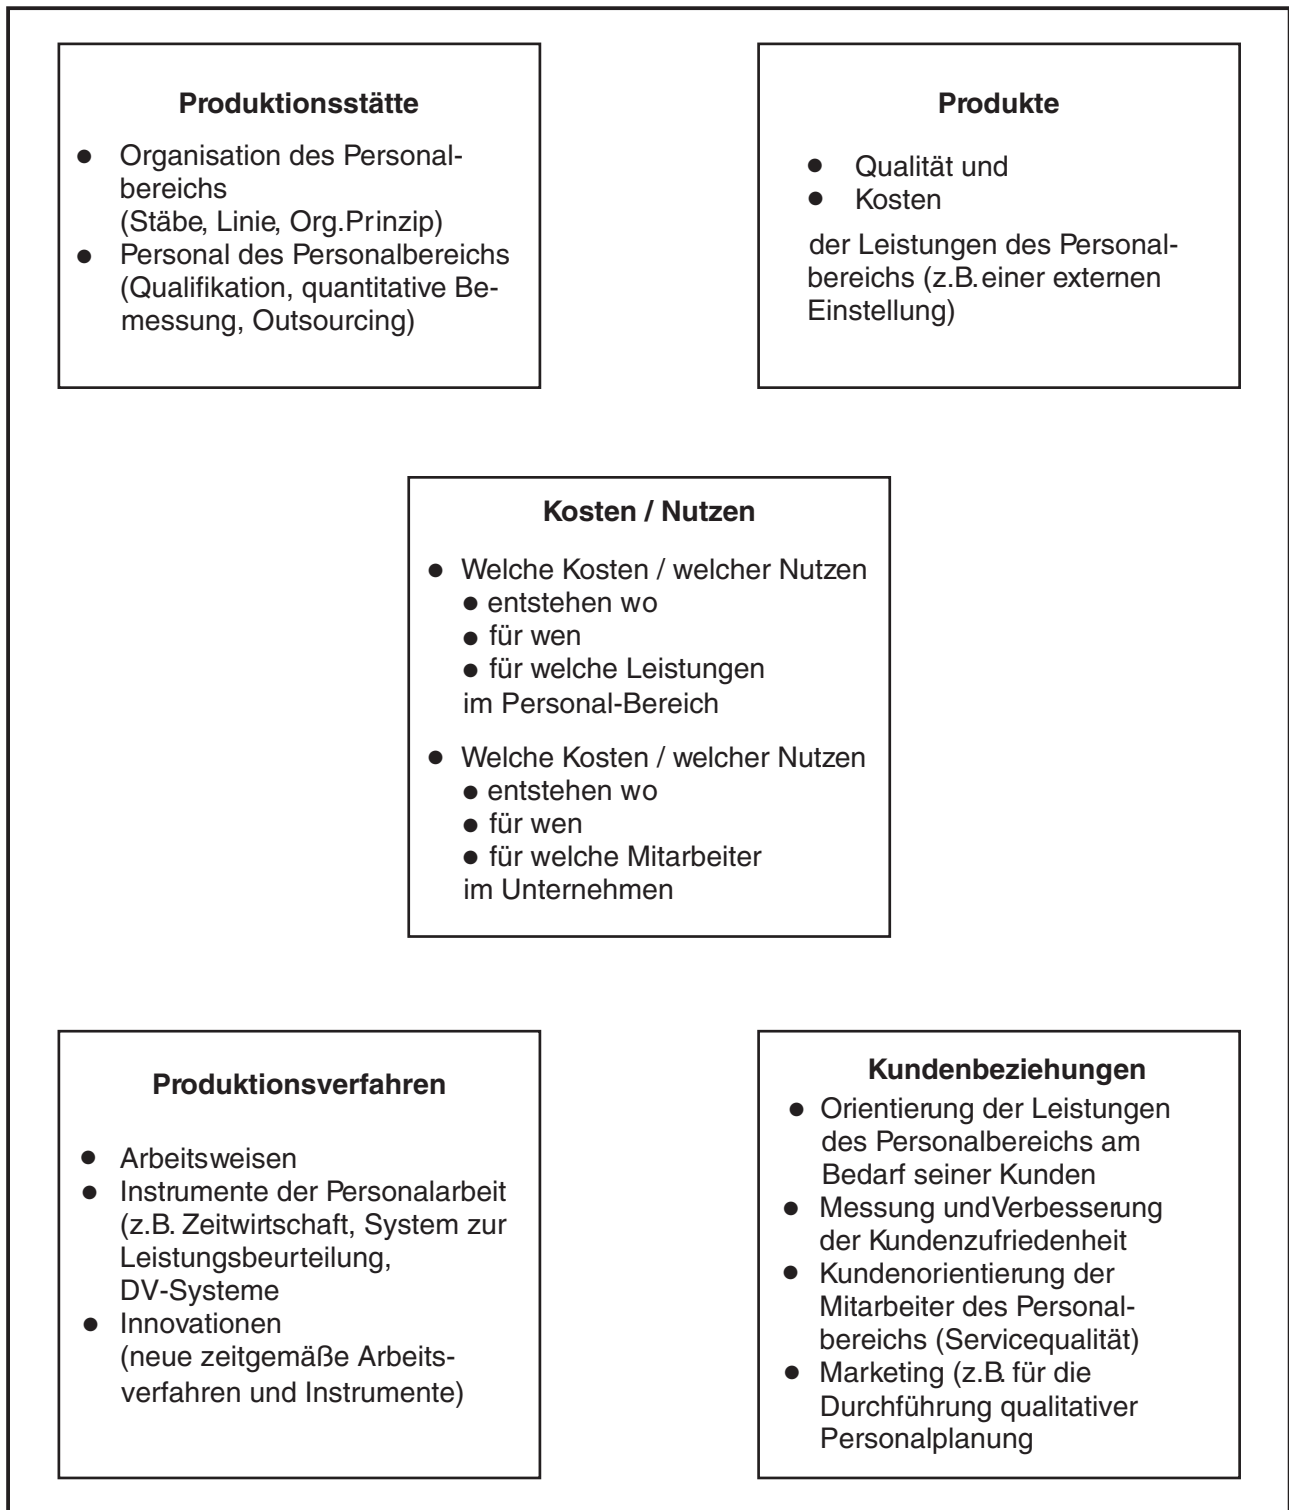 Produktionsstätte
● Organisation des Personal-
bereichs
(Stäbe, Linie, Org.Prinzip)
● Personal des Personalbereichs
(Qualifikation, quantitative Be-
messung, Outsourcing)
Produkte
● Qualität und
● Kosten
der Leistungen des Personal-
bereichs (z.B. einer externen
Einstellung)
Kosten / Nutzen
● Welche Kosten / welcher Nutzen
● entstehen wo
● für wen
● für welche Leistungen
im Personal-Bereich
● Welche Kosten / welcher Nutzen
● entstehen wo
● für wen
● für welche Mitarbeiter
im Unternehmen
Produktionsverfahren
● Arbeitsweisen
● Instrumente der Personalarbeit
(z.B. Zeitwirtschaft, System zur
Leistungsbeurteilung,
DV-Systeme
● Innovationen
(neue zeitgemäße Arbeits-
verfahren und Instrumente)
Kundenbeziehungen
● Orientierung der Leistungen
des Personalbereichs am
Bedarf seiner Kunden
● Messung und Verbesserung
der Kundenzufriedenheit
● Kundenorientierung der
Mitarbeiter des Personal-
bereichs (Servicequalität)
● Marketing (z.B. für die
Durchführung qualitativer
Personalplanung